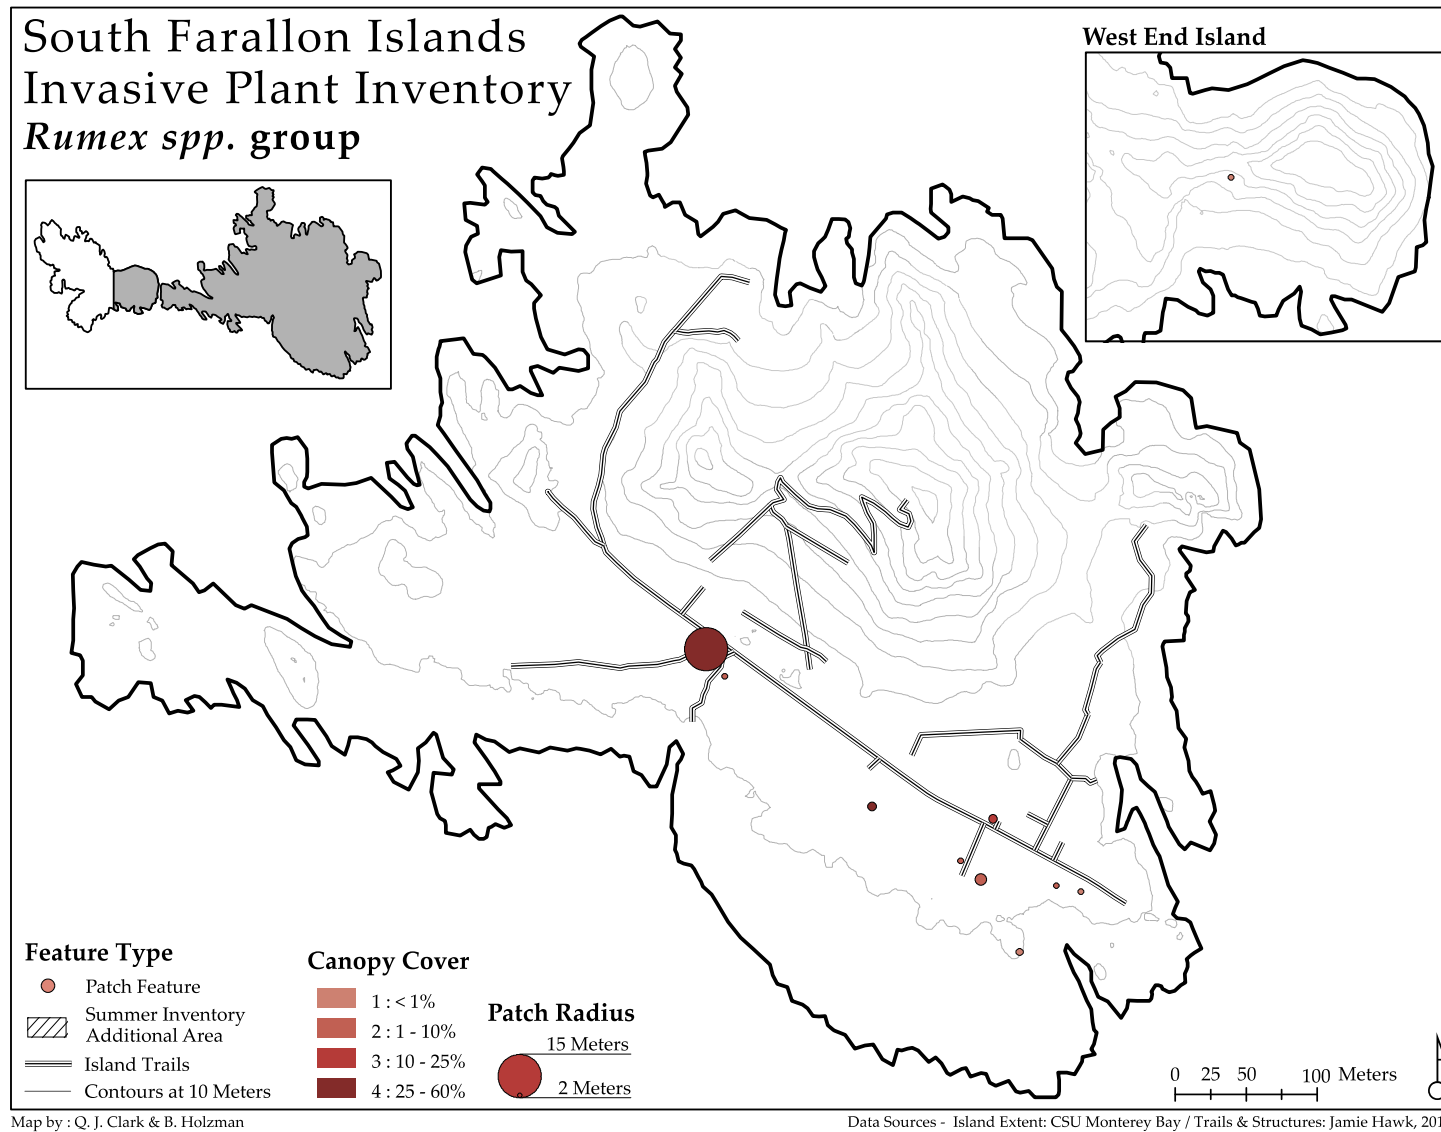 South Farallon Islands
Invasive Plant Inventory
Rumex spp. group
West End Island
Feature Type
Patch Feature
Summer Inventory
Additional Area
Island Trails
Contours at 10 Meters
Canopy Cover
1 : < 1%
2 : 1 - 10%
3 : 10 - 25%
4 : 25 - 60%
Patch Radius
15 Meters
2 Meters
0 25 50 100 Meters
Map by : Q. J. Clark & B. Holzman
Data Sources - Island Extent: CSU Monterey Bay / Trails & Structures: Jamie Hawk, 201